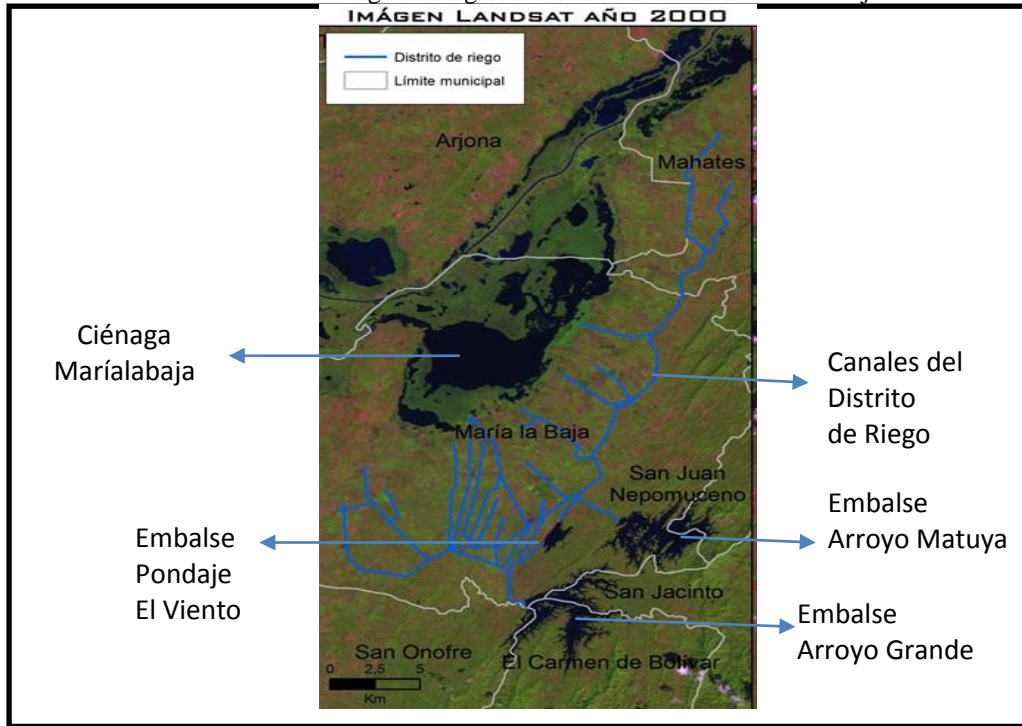 IMÁGEN LANDSAT AÑO 2000
Distrito de riego
Límite municipal
Arjona
Mahates
Ciénaga
Maríalabaja
Canales del
Distrito
de Riego
María la Baja
San Juan
Nepomuceno
Embalse
Arroyo Matuya
Embalse
Pondaje
El Viento
San Jacinto
Embalse
Arroyo Grande
San Onofre
El Carmen de Bolívar
0 2,5 5
Km